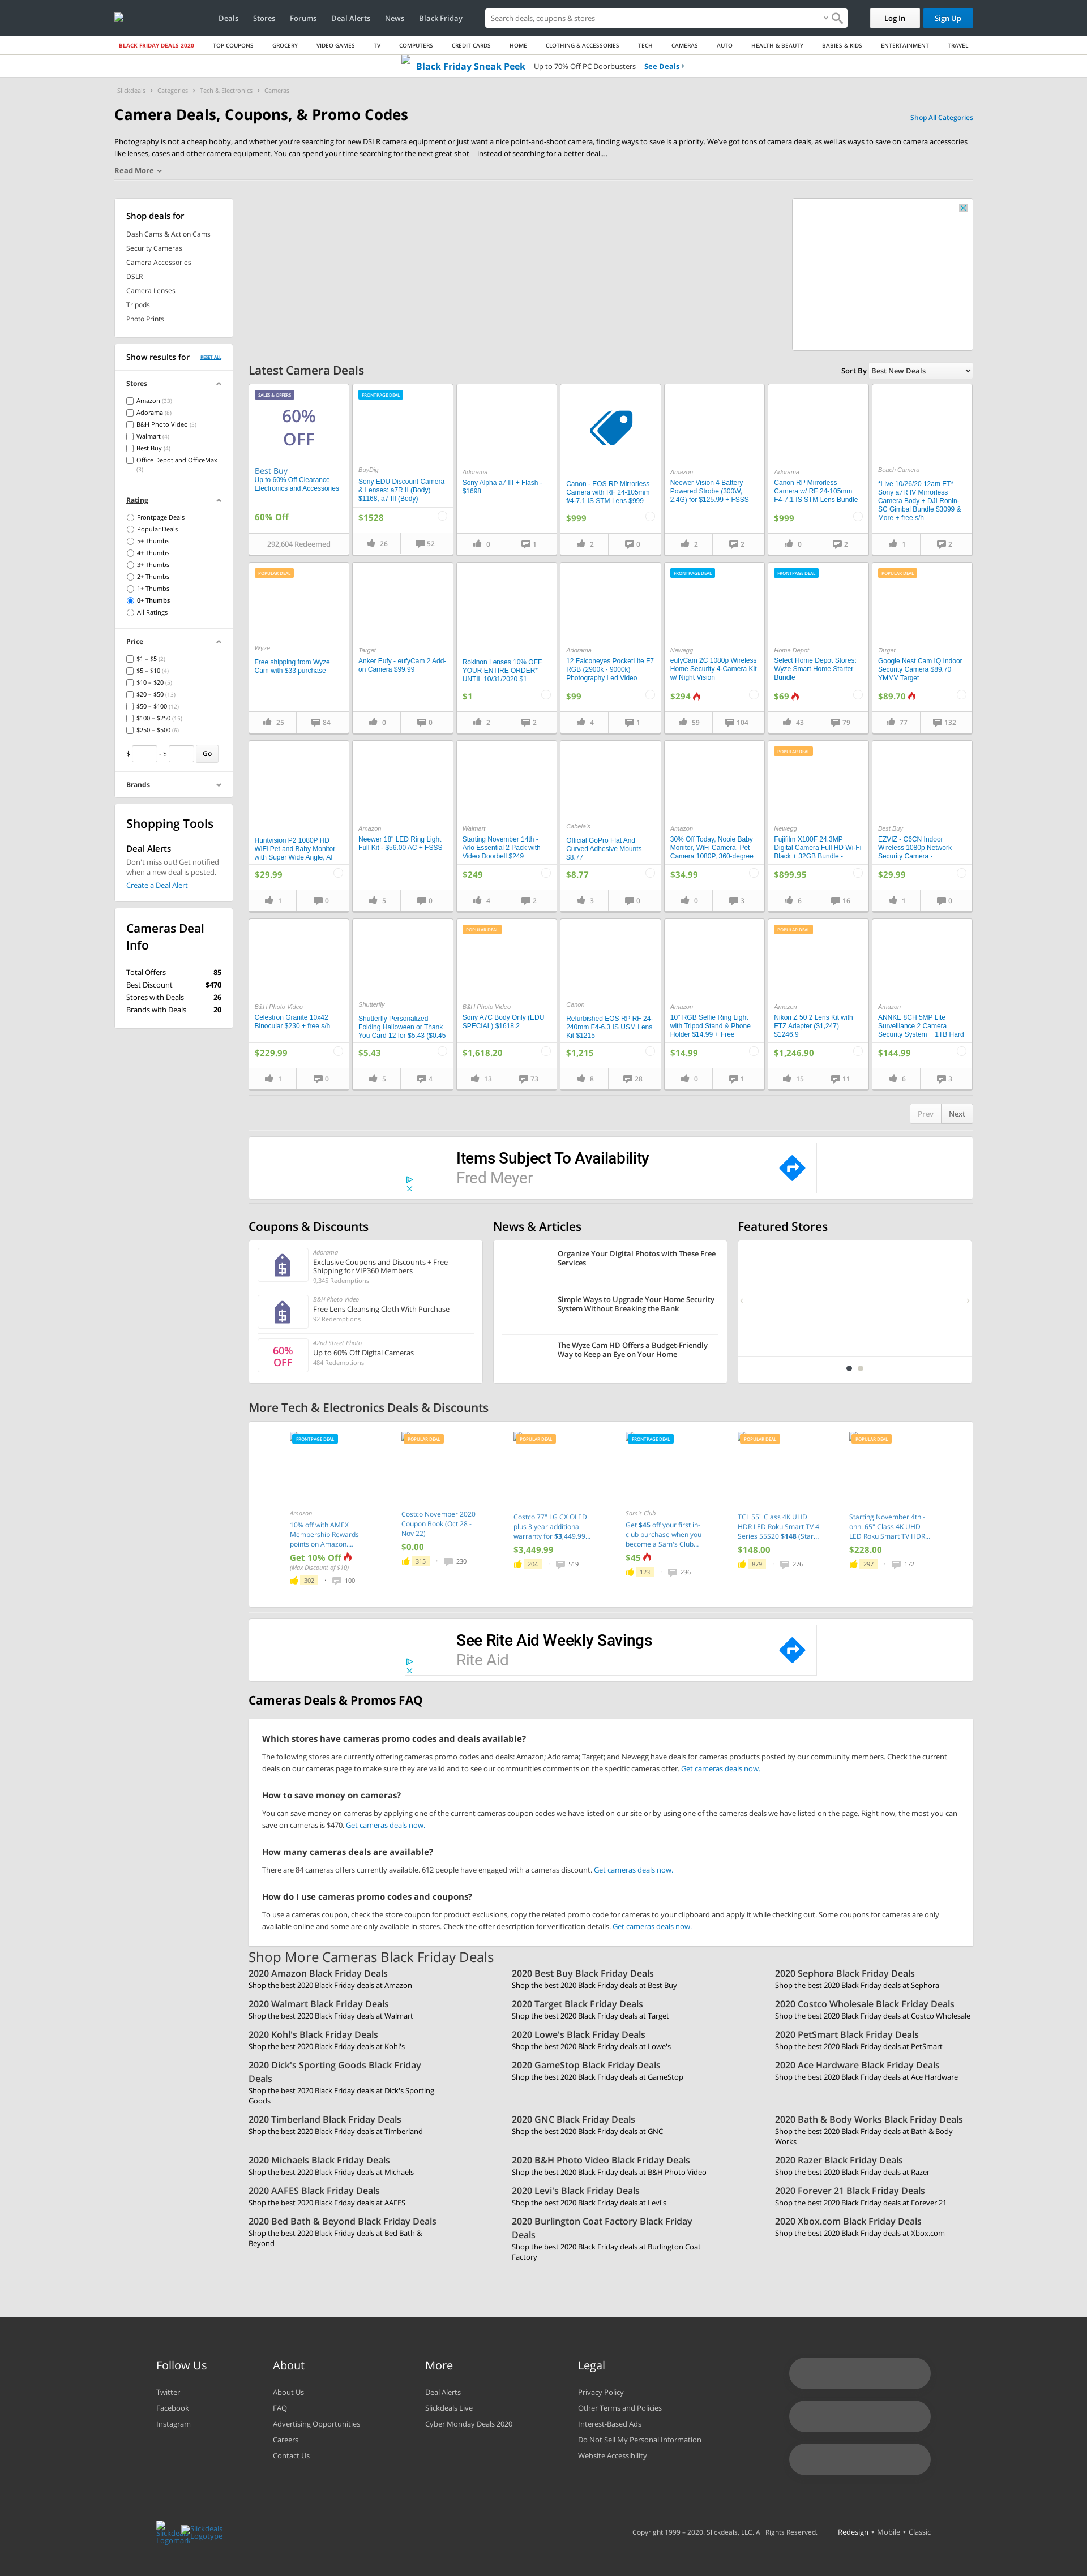 Deals
Stores
Forums
Deal Alerts
News
Black Friday
Search deals, coupons & stores
Log In
Sign Up
BLACK FRIDAY DEALS 2020
TOP COUPONS
GROCERY
VIDEO GAMES
TV
COMPUTERS
CREDIT CARDS
HOME
CLOTHING & ACCESSORIES
TECH
CAMERAS
AUTO
HEALTH & BEAUTY
BABIES & KIDS
ENTERTAINMENT
TRAVEL
Black Friday Sneak Peek Up to 70% Off PC Doorbusters See Deals ›
Slickdeals › Categories › Tech & Electronics › Cameras
Camera Deals, Coupons, & Promo Codes
Shop All Categories
Photography is not a cheap hobby, and whether you're searching for new DSLR camera equipment or just want a nice point-and-shoot camera, finding ways to save is a priority. We've got tons of camera deals, as well as ways to save on camera accessories
like lenses, cases and other camera equipment. You can spend your time searching for the next great shot -- instead of searching for a better deal....
Read More
Shop deals for
Dash Cams & Action Cams
Security Cameras
Camera Accessories
DSLR
Camera Lenses
Tripods
Photo Prints
Show results for RESET ALL
Stores
Amazon (33)
Adorama (8)
B&H Photo Video (5)
Walmart (4)
Best Buy (4)
Office Depot and OfficeMax
(3)
Rating
Frontpage Deals
Popular Deals
5+ Thumbs
4+ Thumbs
3+ Thumbs
2+ Thumbs
1+ Thumbs
0+ Thumbs
All Ratings
Price
$1 – $5 (2)
$5 – $10 (4)
$10 – $20 (5)
$20 – $50 (13)
$50 – $100 (12)
$100 – $250 (15)
$250 – $500 (6)
$ - $ Go
Brands
Shopping Tools
Deal Alerts
Don't miss out! Get notified
when a new deal is posted.
Create a Deal Alert
Cameras Deal
Info
Total Offers 85
Best Discount $470
Stores with Deals 26
Brands with Deals 20
Latest Camera Deals
Sort By Best New Deals
SALES & OFFERS
60%
OFF
Best Buy
Up to 60% Off Clearance
Electronics and Accessories
60% Off
292,604 Redeemed
FRONTPAGE DEAL
BuyDig
Sony EDU Discount Camera
& Lenses: a7R II (Body)
$1168, a7 III (Body)
$1528
26 52
Adorama
Sony Alpha a7 III + Flash -
$1698
0 1
Canon - EOS RP Mirrorless
Camera with RF 24-105mm
f/4-7.1 IS STM Lens $999
$999
2 0
Amazon
Neewer Vision 4 Battery
Powered Strobe (300W,
2.4G) for $125.99 + FSSS
2 2
Adorama
Canon RP Mirrorless
Camera w/ RF 24-105mm
F4-7.1 IS STM Lens Bundle
$999
0 2
Beach Camera
*Live 10/26/20 12am ET*
Sony a7R IV Mirrorless
Camera Body + DJI Ronin-
SC Gimbal Bundle $3099 &
More + free s/h
1 2
POPULAR DEAL
Wyze
Free shipping from Wyze
Cam with $33 purchase
25 84
Target
Anker Eufy - eufyCam 2 Add-
on Camera $99.99
0 0
Rokinon Lenses 10% OFF
YOUR ENTIRE ORDER*
UNTIL 10/31/2020 $1
$1
2 2
Adorama
12 Falconeyes PocketLite F7
RGB (2900k - 9000k)
Photography Led Video
$99
4 1
FRONTPAGE DEAL
Newegg
eufyCam 2C 1080p Wireless
Home Security 4-Camera Kit
w/ Night Vision
$294
59 104
FRONTPAGE DEAL
Home Depot
Select Home Depot Stores:
Wyze Smart Home Starter
Bundle
$69
43 79
POPULAR DEAL
Target
Google Nest Cam IQ Indoor
Security Camera $89.70
YMMV Target
$89.70
77 132
Huntvision P2 1080P HD
WiFi Pet and Baby Monitor
with Super Wide Angle, AI
$29.99
1 0
Amazon
Neewer 18" LED Ring Light
Full Kit - $56.00 AC + FSSS
5 0
Walmart
Starting November 14th -
Arlo Essential 2 Pack with
Video Doorbell $249
$249
4 2
Cabela's
Official GoPro Flat And
Curved Adhesive Mounts
$8.77
$8.77
3 0
Amazon
30% Off Today, Nooie Baby
Monitor, WiFi Camera, Pet
Camera 1080P, 360-degree
$34.99
0 3
POPULAR DEAL
Newegg
Fujifilm X100F 24.3MP
Digital Camera Full HD Wi-Fi
Black + 32GB Bundle -
$899.95
6 16
Best Buy
EZVIZ - C6CN Indoor
Wireless 1080p Network
Security Camera -
$29.99
1 0
B&H Photo Video
Celestron Granite 10x42
Binocular $230 + free s/h
$229.99
1 0
Shutterfly
Shutterfly Personalized
Folding Halloween or Thank
You Card 12 for $5.43 ($0.45
$5.43
5 4
POPULAR DEAL
B&H Photo Video
Sony A7C Body Only (EDU
SPECIAL) $1618.2
$1,618.20
13 73
Canon
Refurbished EOS RP RF 24-
240mm F4-6.3 IS USM Lens
Kit $1215
$1,215
8 28
Amazon
10" RGB Selfie Ring Light
with Tripod Stand & Phone
Holder $14.99 + Free
$14.99
0 1
POPULAR DEAL
Amazon
Nikon Z 50 2 Lens Kit with
FTZ Adapter ($1,247)
$1246.9
$1,246.90
15 11
Amazon
ANNKE 8CH 5MP Lite
Surveillance 2 Camera
Security System + 1TB Hard
$144.99
6 3
Prev Next
Items Subject To Availability
Fred Meyer
Coupons & Discounts
Adorama
Exclusive Coupons and Discounts + Free
Shipping for VIP360 Members
9,345 Redemptions
B&H Photo Video
Free Lens Cleansing Cloth With Purchase
92 Redemptions
60%
OFF
42nd Street Photo
Up to 60% Off Digital Cameras
484 Redemptions
News & Articles
Organize Your Digital Photos with These Free
Services
Simple Ways to Upgrade Your Home Security
System Without Breaking the Bank
The Wyze Cam HD Offers a Budget-Friendly
Way to Keep an Eye on Your Home
Featured Stores
More Tech & Electronics Deals & Discounts
FRONTPAGE DEAL
Amazon
10% off with AMEX
Membership Rewards
points on Amazon....
Get 10% Off
(Max Discount of $10)
302 100
POPULAR DEAL
Costco November 2020
Coupon Book (Oct 28 -
Nov 22)
$0.00
315 230
POPULAR DEAL
Costco 77" LG CX OLED
plus 3 year additional
warranty for $3,449.99...
$3,449.99
204 519
FRONTPAGE DEAL
Sam's Club
Get $45 off your first in-
club purchase when you
become a Sam's Club...
$45
123 236
POPULAR DEAL
TCL 55" Class 4K UHD
HDR LED Roku Smart TV 4
Series 55S20 $148 (Star...
$148.00
879 276
POPULAR DEAL
Starting November 4th -
onn. 65" Class 4K UHD
LED Roku Smart TV HDR...
$228.00
297 172
See Rite Aid Weekly Savings
Rite Aid
Cameras Deals & Promos FAQ
Which stores have cameras promo codes and deals available?
The following stores are currently offering cameras promo codes and deals: Amazon; Adorama; Target; and Newegg have deals for cameras products posted by our community members. Check the current
deals on our cameras page to make sure they are valid and to see our communities comments on the specific cameras offer. Get cameras deals now.
How to save money on cameras?
You can save money on cameras by applying one of the current cameras coupon codes we have listed on our site or by using one of the cameras deals we have listed on the page. Right now, the most you can
save on cameras is $470. Get cameras deals now.
How many cameras deals are available?
There are 84 cameras offers currently available. 612 people have engaged with a cameras discount. Get cameras deals now.
How do I use cameras promo codes and coupons?
To use a cameras coupon, check the store coupon for product exclusions, copy the related promo code for cameras to your clipboard and apply it while checking out. Some coupons for cameras are only
available online and some are only available in stores. Check the offer description for verification details. Get cameras deals now.
Shop More Cameras Black Friday Deals
2020 Amazon Black Friday Deals
Shop the best 2020 Black Friday deals at Amazon
2020 Best Buy Black Friday Deals
Shop the best 2020 Black Friday deals at Best Buy
2020 Sephora Black Friday Deals
Shop the best 2020 Black Friday deals at Sephora
2020 Walmart Black Friday Deals
Shop the best 2020 Black Friday deals at Walmart
2020 Target Black Friday Deals
Shop the best 2020 Black Friday deals at Target
2020 Costco Wholesale Black Friday Deals
Shop the best 2020 Black Friday deals at Costco Wholesale
2020 Kohl's Black Friday Deals
Shop the best 2020 Black Friday deals at Kohl's
2020 Lowe's Black Friday Deals
Shop the best 2020 Black Friday deals at Lowe's
2020 PetSmart Black Friday Deals
Shop the best 2020 Black Friday deals at PetSmart
2020 Dick's Sporting Goods Black Friday
Deals
Shop the best 2020 Black Friday deals at Dick's Sporting
Goods
2020 GameStop Black Friday Deals
Shop the best 2020 Black Friday deals at GameStop
2020 Ace Hardware Black Friday Deals
Shop the best 2020 Black Friday deals at Ace Hardware
2020 Timberland Black Friday Deals
Shop the best 2020 Black Friday deals at Timberland
2020 GNC Black Friday Deals
Shop the best 2020 Black Friday deals at GNC
2020 Bath & Body Works Black Friday Deals
Shop the best 2020 Black Friday deals at Bath & Body
Works
2020 Michaels Black Friday Deals
Shop the best 2020 Black Friday deals at Michaels
2020 B&H Photo Video Black Friday Deals
Shop the best 2020 Black Friday deals at B&H Photo Video
2020 Razer Black Friday Deals
Shop the best 2020 Black Friday deals at Razer
2020 AAFES Black Friday Deals
Shop the best 2020 Black Friday deals at AAFES
2020 Levi's Black Friday Deals
Shop the best 2020 Black Friday deals at Levi's
2020 Forever 21 Black Friday Deals
Shop the best 2020 Black Friday deals at Forever 21
2020 Bed Bath & Beyond Black Friday Deals
Shop the best 2020 Black Friday deals at Bed Bath &
Beyond
2020 Burlington Coat Factory Black Friday
Deals
Shop the best 2020 Black Friday deals at Burlington Coat
Factory
2020 Xbox.com Black Friday Deals
Shop the best 2020 Black Friday deals at Xbox.com
Follow Us
Twitter
Facebook
Instagram
About
About Us
FAQ
Advertising Opportunities
Careers
Contact Us
More
Deal Alerts
Slickdeals Live
Cyber Monday Deals 2020
Legal
Privacy Policy
Other Terms and Policies
Interest-Based Ads
Do Not Sell My Personal Information
Website Accessibility
Slickdeals
Logomark
Slickdeals
Logotype
Copyright 1999 – 2020. Slickdeals, LLC. All Rights Reserved.
Redesign • Mobile • Classic